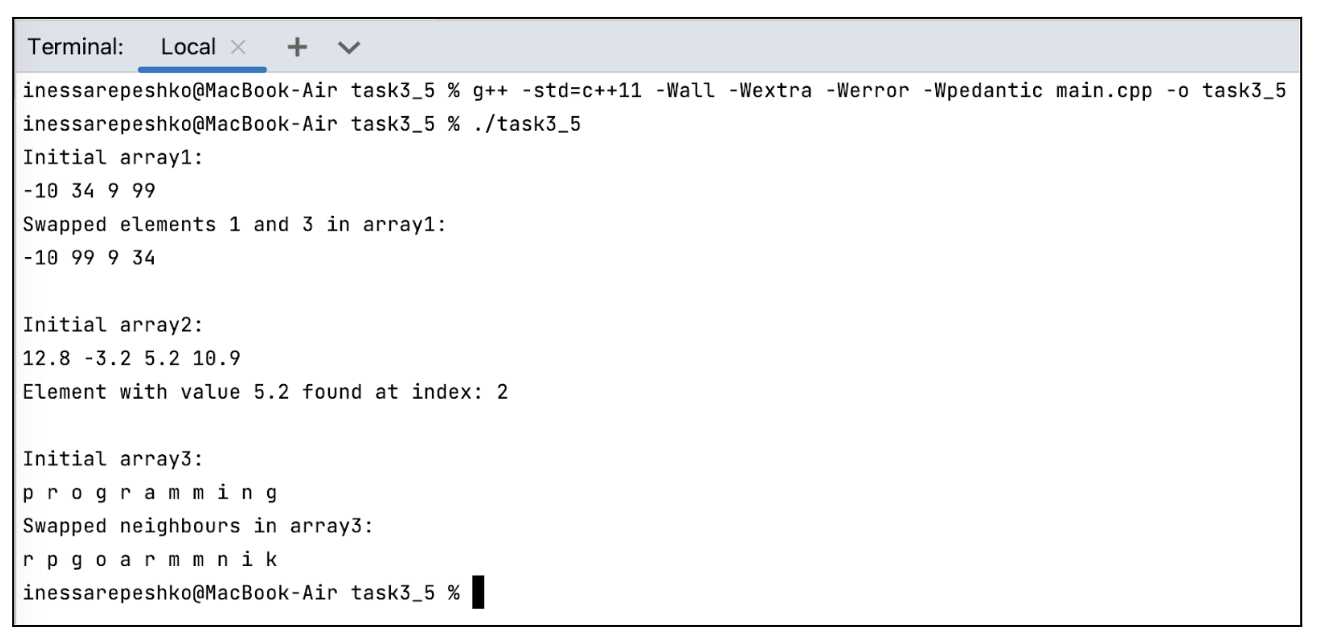 Terminal: Local × + ⌄
inessarepeshko@MacBook-Air task3_5 % g++ -std=c++11 -Wall -Wextra -Werror -Wpedantic main.cpp -o task3_5
inessarepeshko@MacBook-Air task3_5 % ./task3_5
Initial array1:
-10 34 9 99
Swapped elements 1 and 3 in array1:
-10 99 9 34
Initial array2:
12.8 -3.2 5.2 10.9
Element with value 5.2 found at index: 2
Initial array3:
p r o g r a m m i n g
Swapped neighbours in array3:
r p g o a r m m n i k
inessarepeshko@MacBook-Air task3_5 %